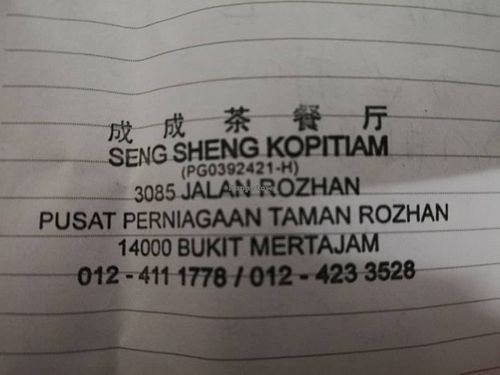 成成茶餐厅
SENG SHENG KOPITIAM
(PG0392421-H)
3085 JALAN ROZHAN
PUSAT PERNIAGAAN TAMAN ROZHAN
14000 BUKIT MERTAJAM
012 - 411 1778 / 012 - 423 3528